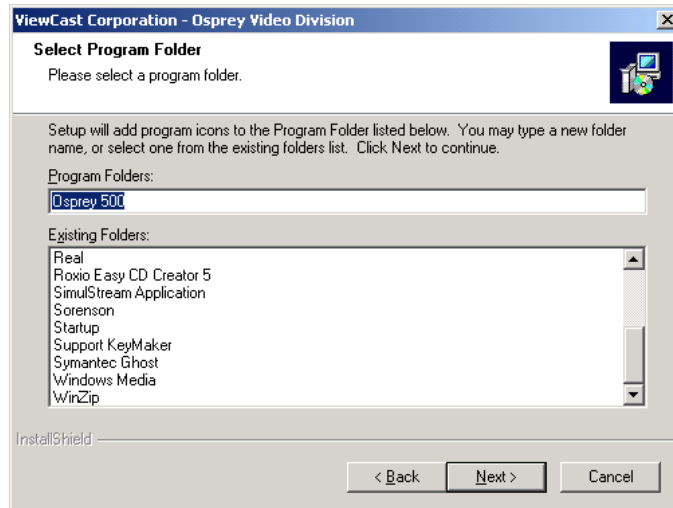 ViewCast Corporation - Osprey Video Division
Select Program Folder
Please select a program folder.
Setup will add program icons to the Program Folder listed below.  You may type a new folder
name, or select one from the existing folders list.  Click Next to continue.
Program Folders:
Osprey 500
Existing Folders:
Real
Roxio Easy CD Creator 5
SimulStream Application
Sorenson
Startup
Support KeyMaker
Symantec Ghost
Windows Media
WinZip
InstallShield
< Back Next > Cancel